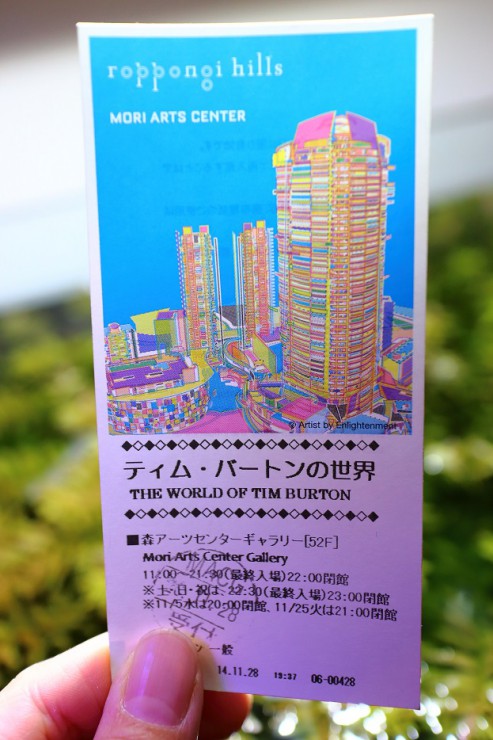 roppongi hills
MORI ARTS CENTER
© Artist by Enlightenment
ティム・バートンの世界
THE WORLD OF TIM BURTON
■森アーツセンターギャラリー[52F]
Mori Arts Center Gallery
11:00~21:30(最終入場)22:00閉館
※土・日・祝は、22:30(最終入場)23:00閉館
※11/5水は20:00閉館、11/25火は21:00閉館
一般
14.11.28 19:37 06-00428